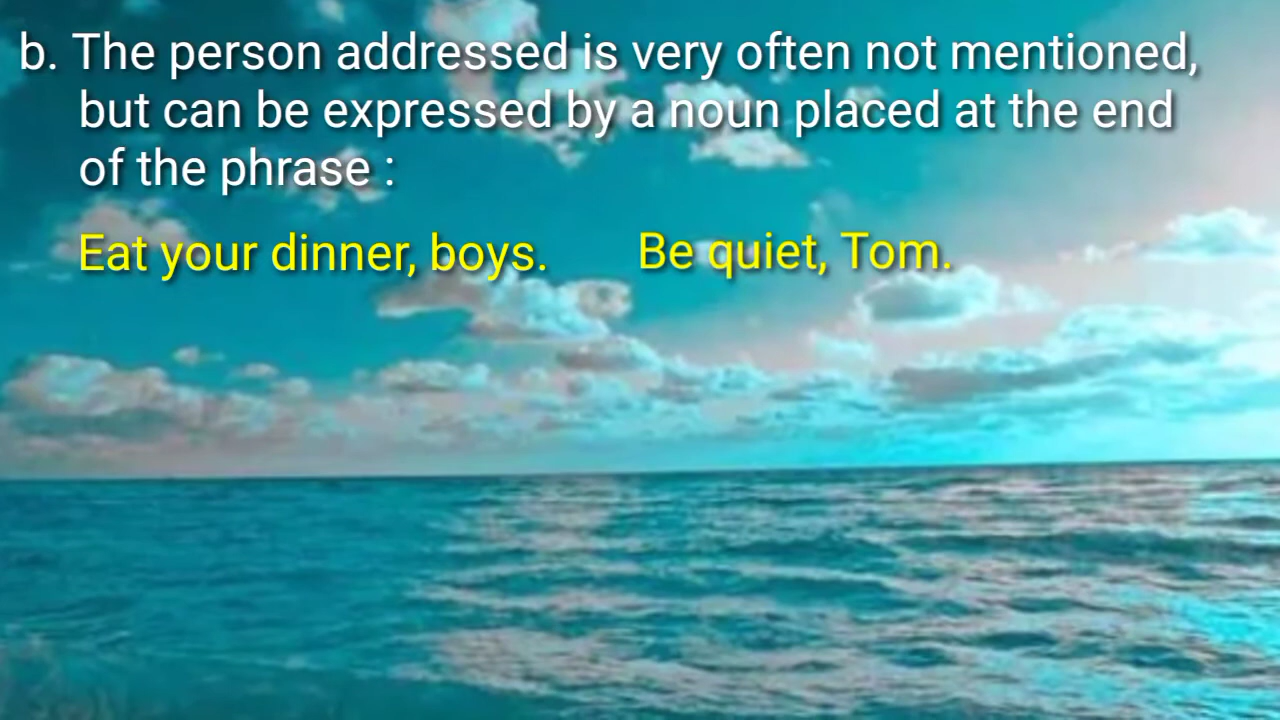 b. The person addressed is very often not mentioned,
but can be expressed by a noun placed at the end
of the phrase :
Eat your dinner, boys. Be quiet, Tom.